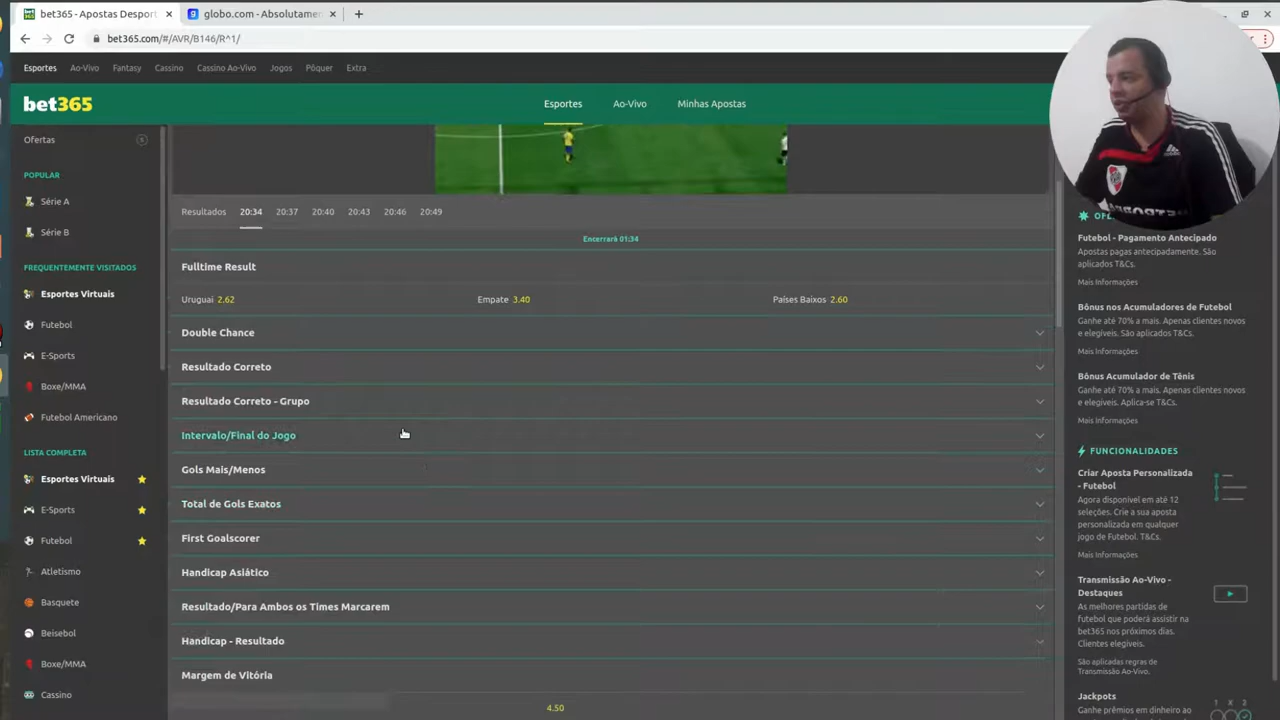 bet365 - Apostas Desport
globo.com - Absolutamen
bet365.com/#/AVR/B146/R^1/
Esportes
Ao-Vivo
Fantasy
Cassino
Cassino Ao-Vivo
Jogos
Pôquer
Extra
bet365
Esportes
Ao-Vivo
Minhas Apostas
Ofertas
5
POPULAR
Série A
Série B
FREQUENTEMENTE VISITADOS
Esportes Virtuais
Futebol
E-Sports
Boxe/MMA
Futebol Americano
LISTA COMPLETA
Esportes Virtuais
E-Sports
Futebol
Atletismo
Basquete
Beisebol
Boxe/MMA
Cassino
Resultados
20:34
20:37
20:40
20:43
20:46
20:49
Encerrará 01:34
Fulltime Result
Uruguai 2.62
Empate 3.40
Países Baixos 2.60
Double Chance
Resultado Correto
Resultado Correto - Grupo
Intervalo/Final do Jogo
Gols Mais/Menos
Total de Gols Exatos
First Goalscorer
Handicap Asiático
Resultado/Para Ambos os Times Marcarem
Handicap - Resultado
Margem de Vitória
4.50
Futebol - Pagamento Antecipado
Apostas pagas antecipadamente. São
aplicados T&Cs.
Mais Informações
Bônus nos Acumuladores de Futebol
Ganhe até 70% a mais. Apenas clientes novos
e elegíveis. São aplicados T&Cs.
Mais Informações
Bônus Acumulador de Tênis
Ganhe até 70% a mais. Apenas clientes novos
e elegíveis. Aplica-se T&Cs.
Mais Informações
FUNCIONALIDADES
Criar Aposta Personalizada
- Futebol
Agora disponível em até 12
seleções. Crie a sua aposta
personalizada em qualquer
jogo de Futebol. T&Cs.
Mais Informações
Transmissão Ao-Vivo -
Destaques
As melhores partidas de
futebol que poderá assistir na
bet365 nos próximos dias.
Clientes elegíveis.
São aplicadas regras de
Transmissão Ao-Vivo.
Jackpots
Ganhe prêmios em dinheiro ao
1 X 2